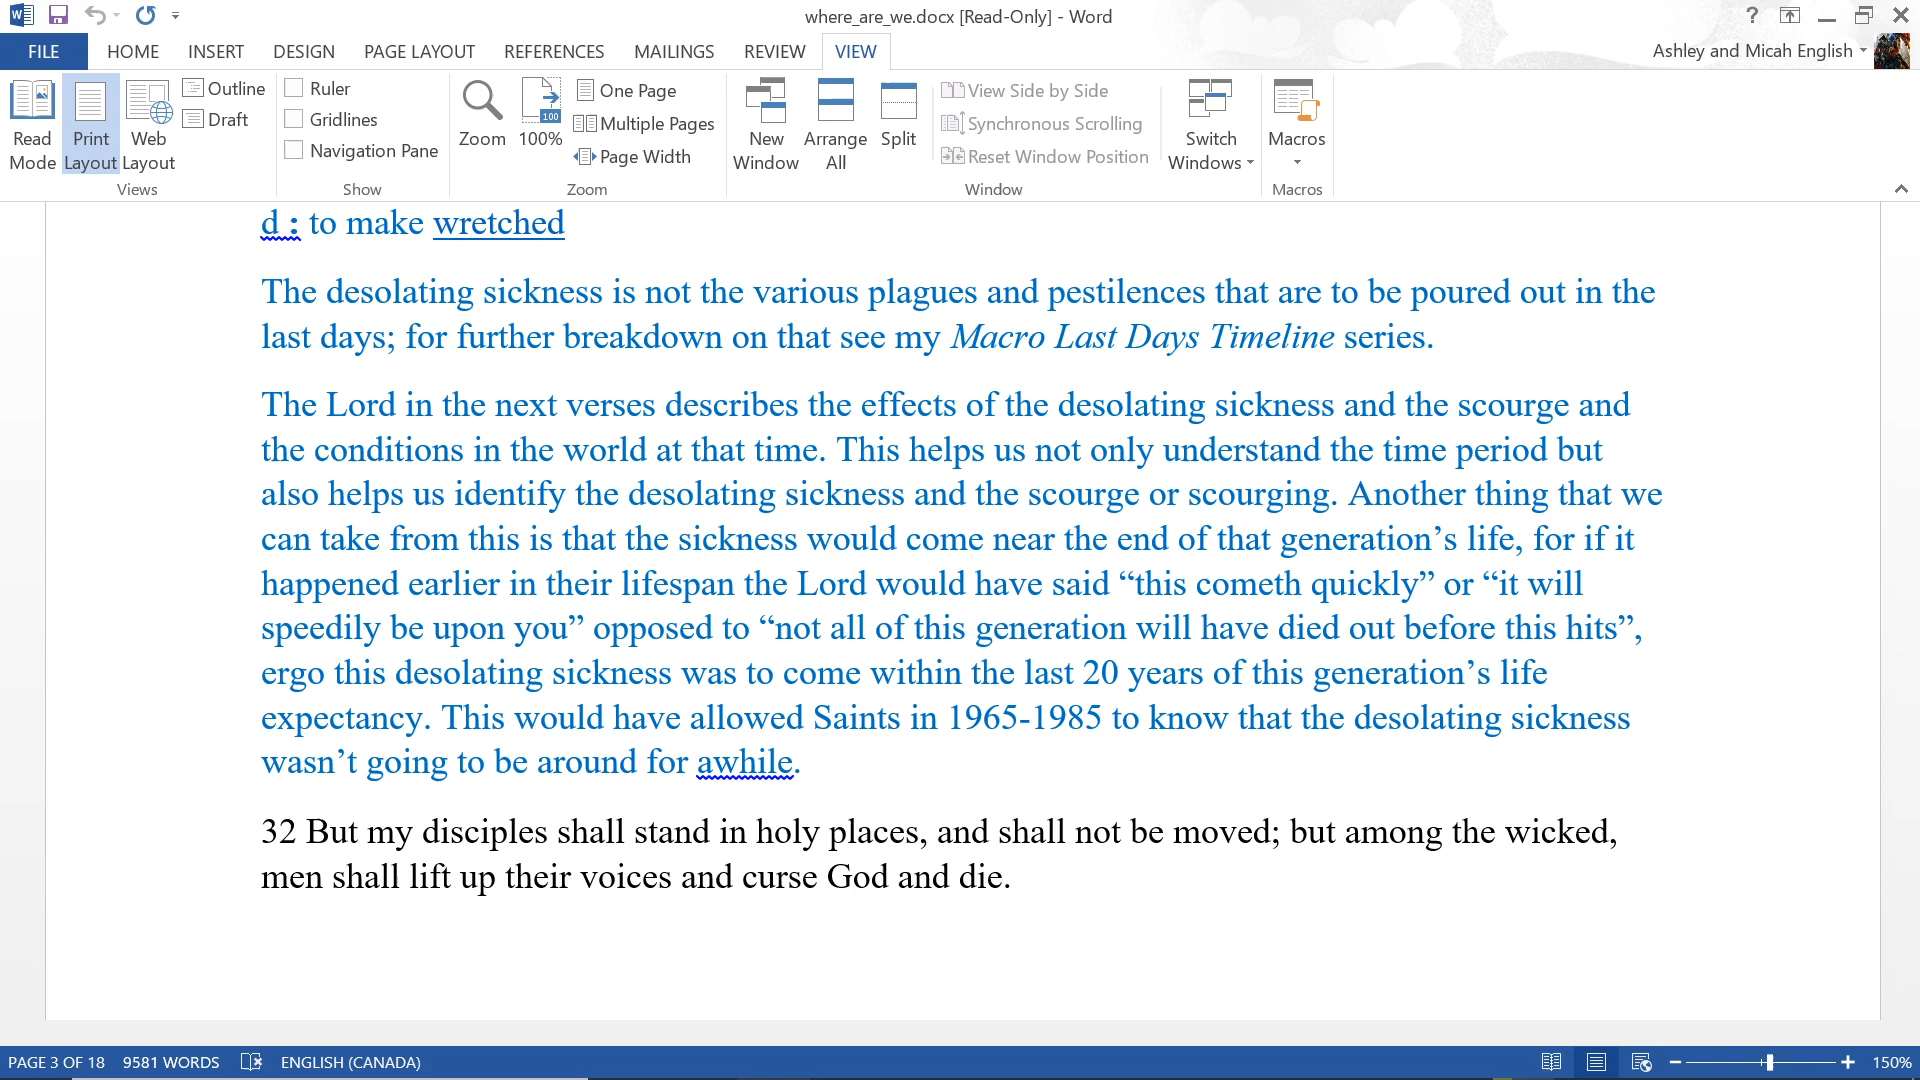 where_are_we.docx [Read-Only] - Word
FILE HOME INSERT DESIGN PAGE LAYOUT REFERENCES MAILINGS REVIEW VIEW
Ashley and Micah English
Read Mode
Print Layout
Web Layout
Outline
Draft
Views
Ruler
Gridlines
Navigation Pane
Show
Zoom
100
100%
One Page
Multiple Pages
Page Width
Zoom
New Window
Arrange All
Split
View Side by Side
Synchronous Scrolling
Reset Window Position
Window
Switch Windows
Macros
Macros
d : to make wretched
The desolating sickness is not the various plagues and pestilences that are to be poured out in the
last days; for further breakdown on that see my Macro Last Days Timeline series.
The Lord in the next verses describes the effects of the desolating sickness and the scourge and
the conditions in the world at that time. This helps us not only understand the time period but
also helps us identify the desolating sickness and the scourge or scourging. Another thing that we
can take from this is that the sickness would come near the end of that generation’s life, for if it
happened earlier in their lifespan the Lord would have said “this cometh quickly” or “it will
speedily be upon you” opposed to “not all of this generation will have died out before this hits”,
ergo this desolating sickness was to come within the last 20 years of this generation’s life
expectancy. This would have allowed Saints in 1965-1985 to know that the desolating sickness
wasn’t going to be around for awhile.
32 But my disciples shall stand in holy places, and shall not be moved; but among the wicked,
men shall lift up their voices and curse God and die.
PAGE 3 OF 18 9581 WORDS ENGLISH (CANADA) 150%